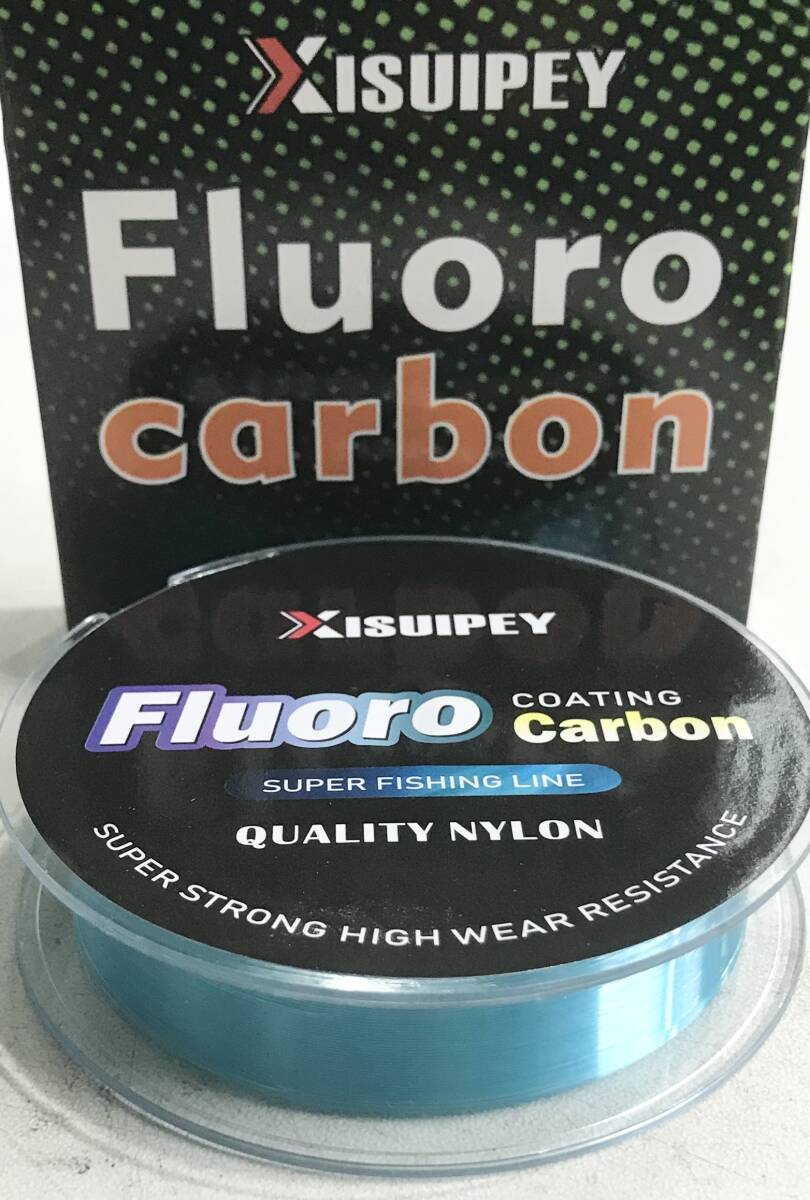 XISUIPEY
Fluoro
carbon
XISUIPEY
Fluoro COATING Carbon
SUPER FISHING LINE
QUALITY NYLON
SUPER STRONG HIGH WEAR RESISTANCE